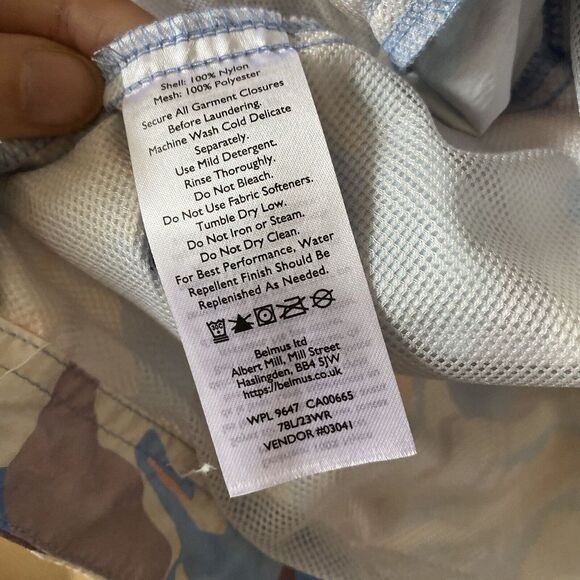 Shell: 100% Nylon
Mesh: 100% Polyester
Secure All Garment Closures
Before Laundering.
Machine Wash Cold Delicate
Separately.
Use Mild Detergent.
Rinse Thoroughly.
Do Not Bleach.
Do Not Use Fabric Softeners.
Tumble Dry Low.
Do Not Iron or Steam.
Do Not Dry Clean.
For Best Performance, Water
Repellent Finish Should Be
Replenished As Needed.
Belmus ltd
Albert Mill, Mill Street
Haslingden, BB4 5JW
https://belmus.co.uk
WPL 9647 CA00665
78L/23WR
VENDOR #03041